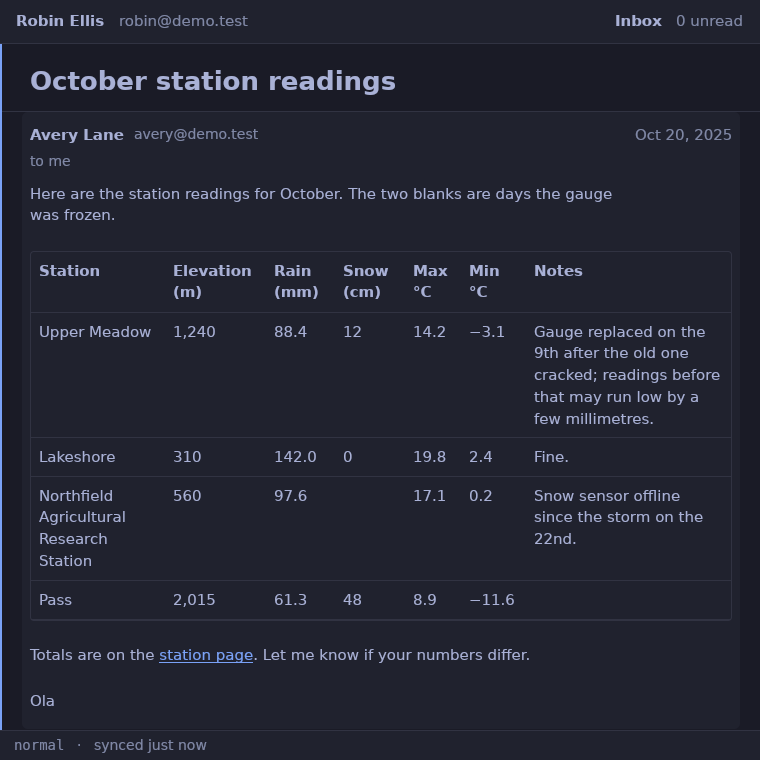 Robin Ellis robin@demo.test Inbox 0 unread
October station readings
Avery Lane avery@demo.test Oct 20, 2025
to me
Here are the station readings for October. The two blanks are days the gauge
was frozen.
Station Elevation Rain Snow Max Min Notes
(m) (mm) (cm) °C °C
Upper Meadow 1,240 88.4 12 14.2 −3.1 Gauge replaced on the
9th after the old one
cracked; readings before
that may run low by a
few millimetres.
Lakeshore 310 142.0 0 19.8 2.4 Fine.
Northfield 560 97.6 17.1 0.2 Snow sensor offline
Agricultural since the storm on the
Research 22nd.
Station
Pass 2,015 61.3 48 8.9 −11.6
Totals are on the station page. Let me know if your numbers differ.
Ola
normal · synced just now